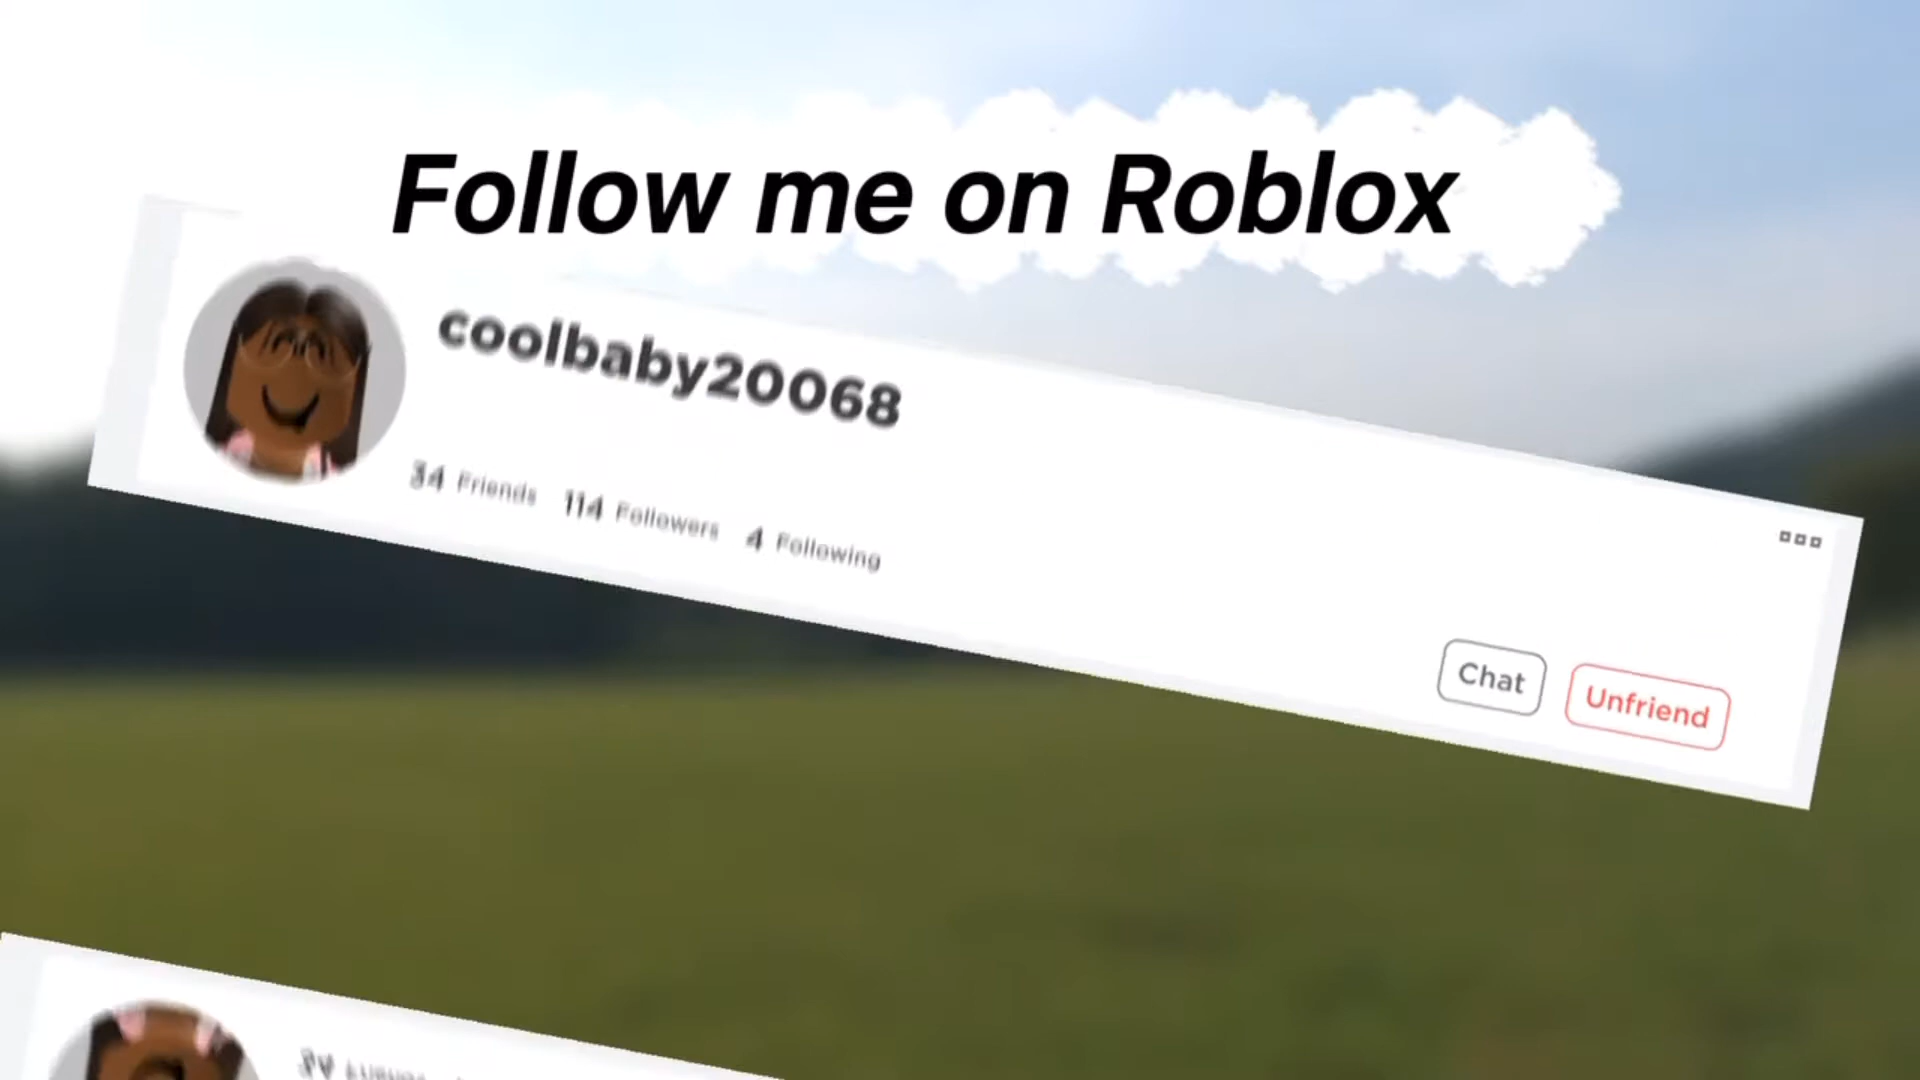 Follow me on Roblox
coolbaby20068
34 Friends 114 Followers 4 Following
Chat Unfriend